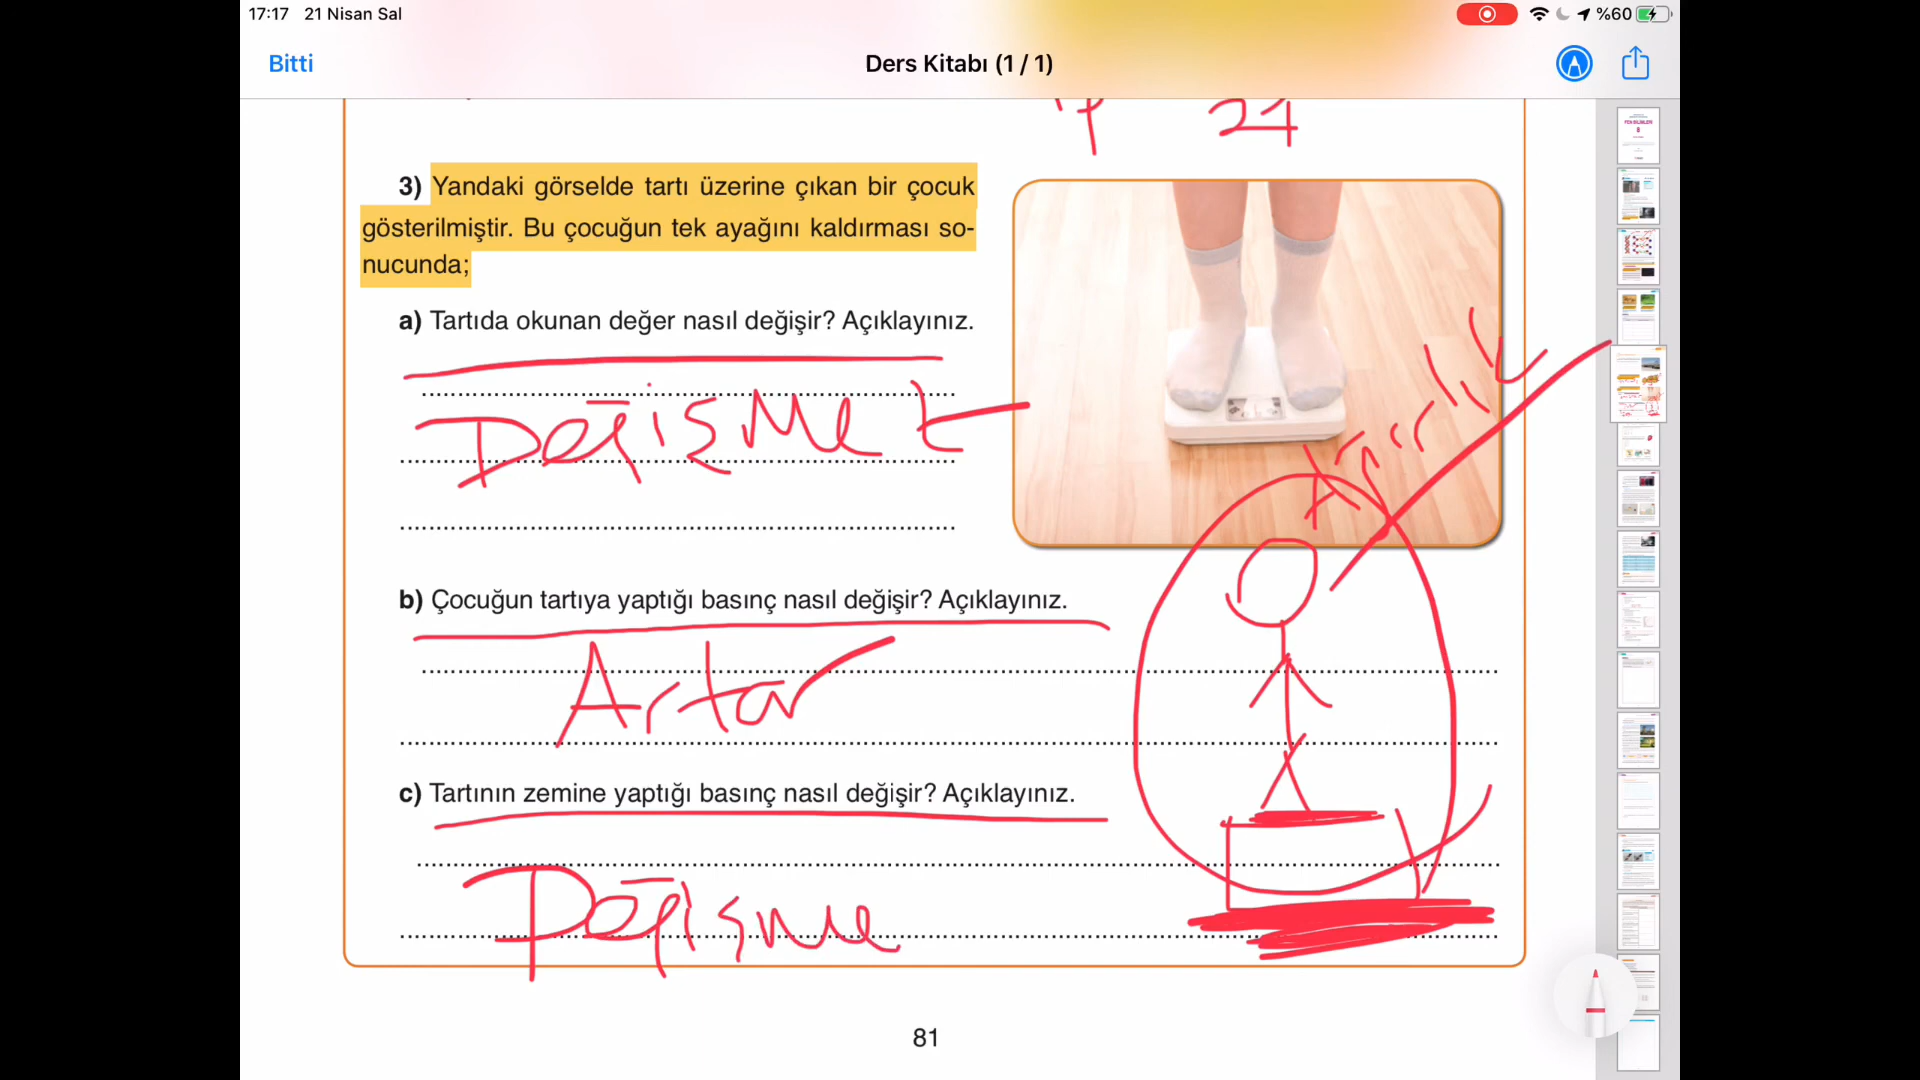 17:17 21 Nisan Sal
%60
Bitti
Ders Kitabı (1 / 1)
24
3) Yandaki görselde tartı üzerine çıkan bir çocuk
gösterilmiştir. Bu çocuğun tek ayağını kaldırması so-
nucunda;
a) Tartıda okunan değer nasıl değişir? Açıklayınız.
Değişmez
Ağırlık
b) Çocuğun tartıya yaptığı basınç nasıl değişir? Açıklayınız.
Artar
c) Tartının zemine yaptığı basınç nasıl değişir? Açıklayınız.
Değişme
81